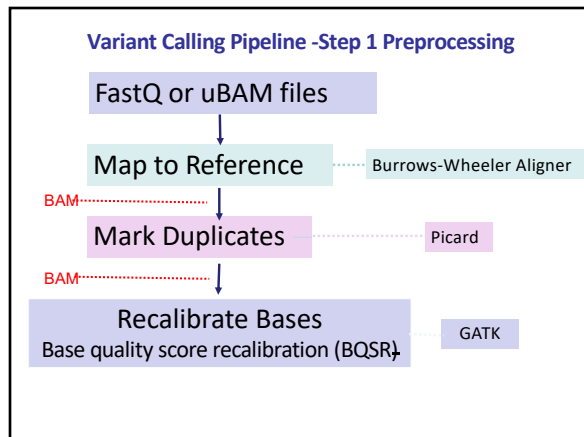 Variant Calling Pipeline -Step 1 Preprocessing
FastQ or uBAM files
Map to Reference
Burrows-Wheeler Aligner
BAM
Mark Duplicates
Picard
BAM
Recalibrate Bases
Base quality score recalibration (BQSR)
GATK